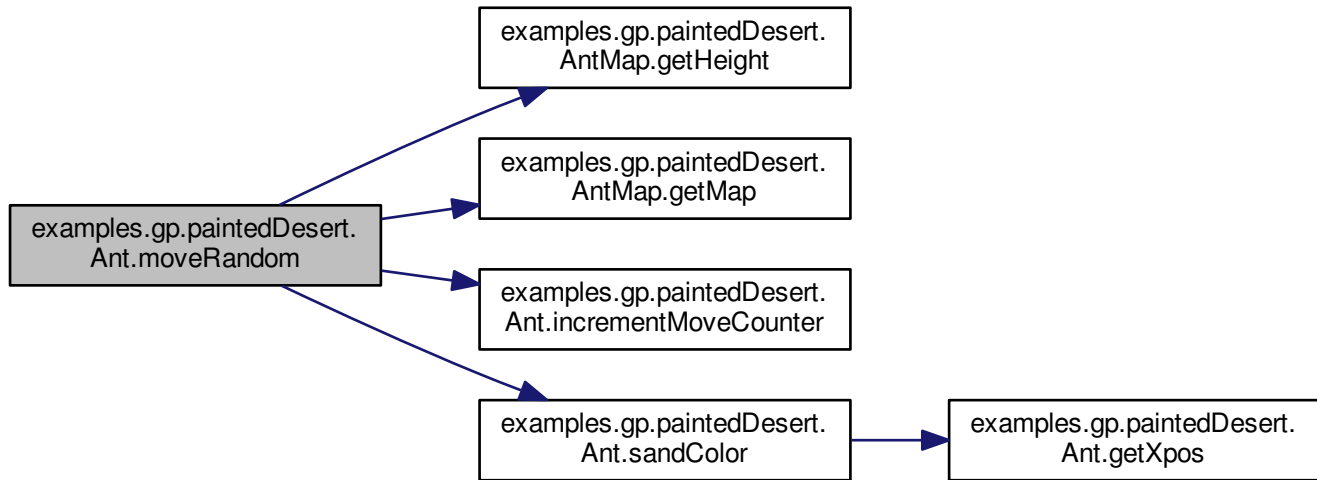 examples.gp.paintedDesert.
AntMap.getHeight
examples.gp.paintedDesert.
AntMap.getMap
examples.gp.paintedDesert.
Ant.moveRandom
examples.gp.paintedDesert.
Ant.incrementMoveCounter
examples.gp.paintedDesert.
Ant.sandColor
examples.gp.paintedDesert.
Ant.getXpos